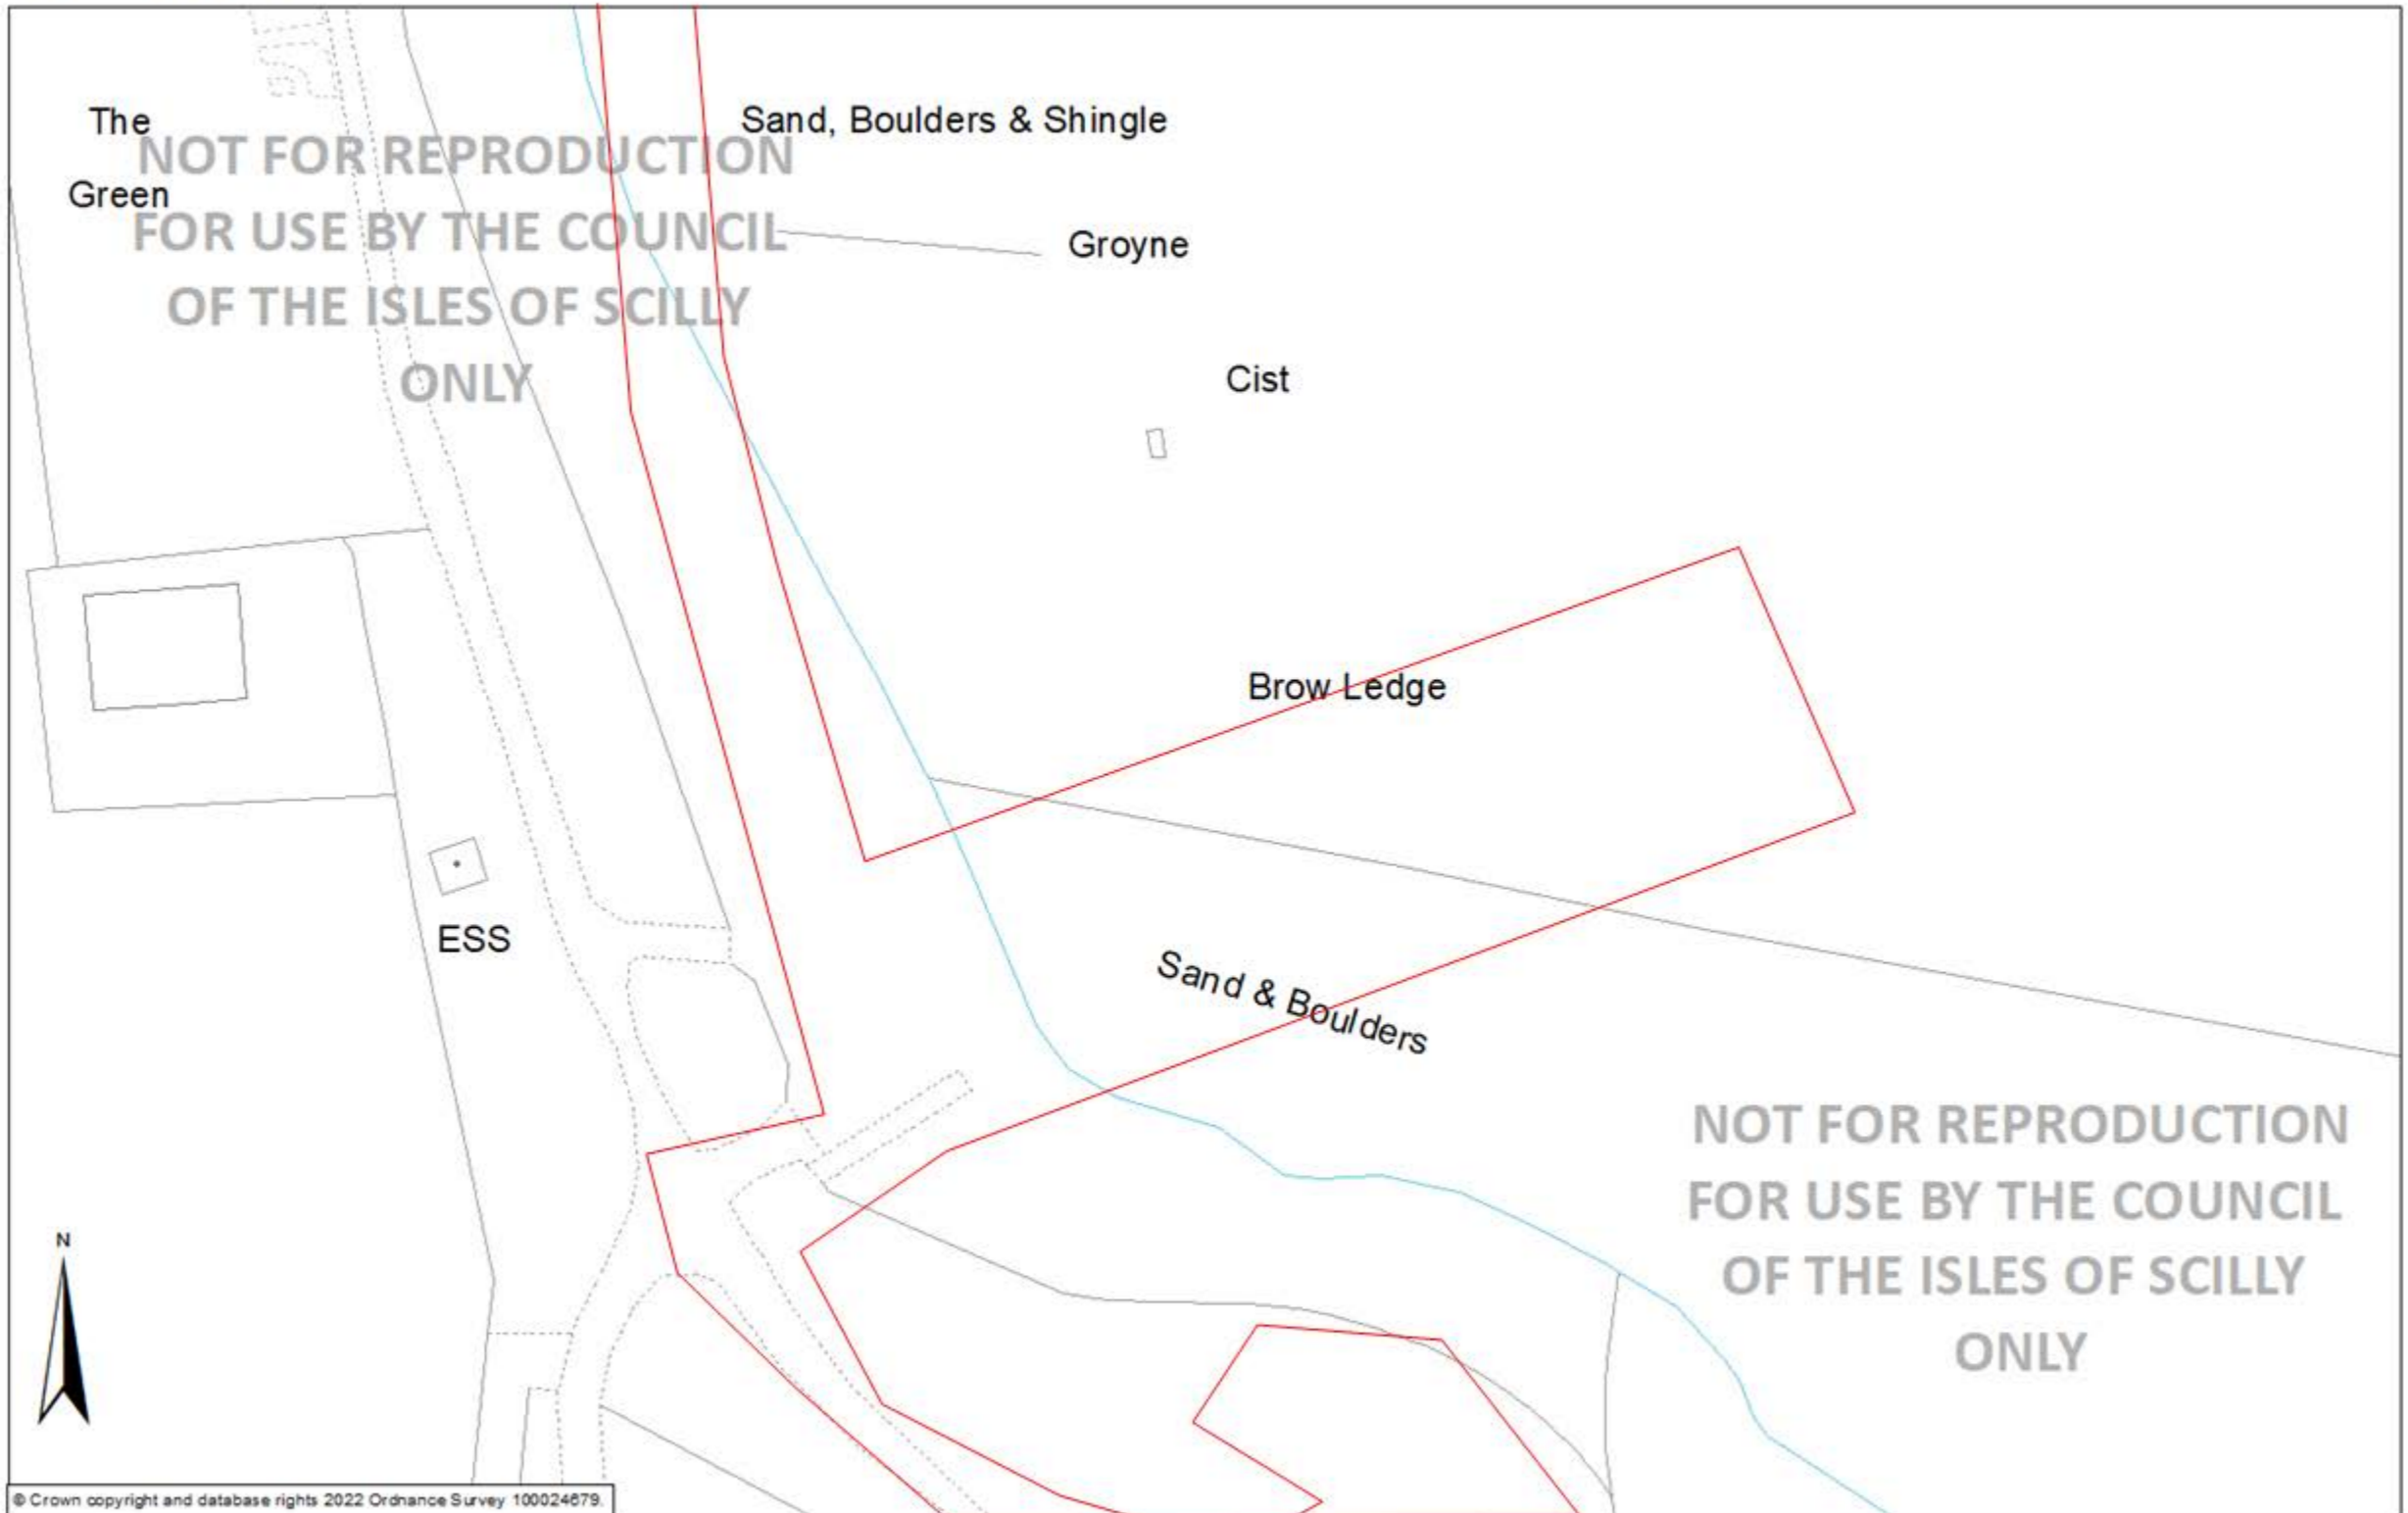 The
Green
NOT FOR REPRODUCTION
FOR USE BY THE COUNCIL
OF THE ISLES OF SCILLY
ONLY
Sand, Boulders & Shingle
Groyne
Cist
Brow Ledge
ESS
Sand & Boulders
NOT FOR REPRODUCTION
FOR USE BY THE COUNCIL
OF THE ISLES OF SCILLY
ONLY
N
© Crown copyright and database rights 2022 Ordnance Survey 100024679.